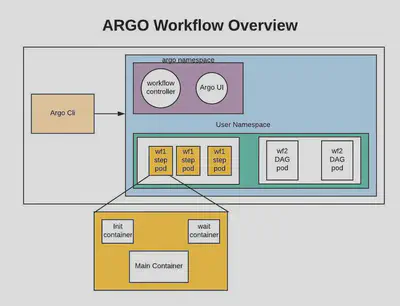 ARGO Workflow Overview
argo namespace
workflow
controller
Argo UI
Argo Cli
User Namespace
wf1
step
pod
wf1
step
pod
wf1
step
pod
wf2
DAG
pod
wf2
DAG
pod
Init
container
wait
container
Main Container